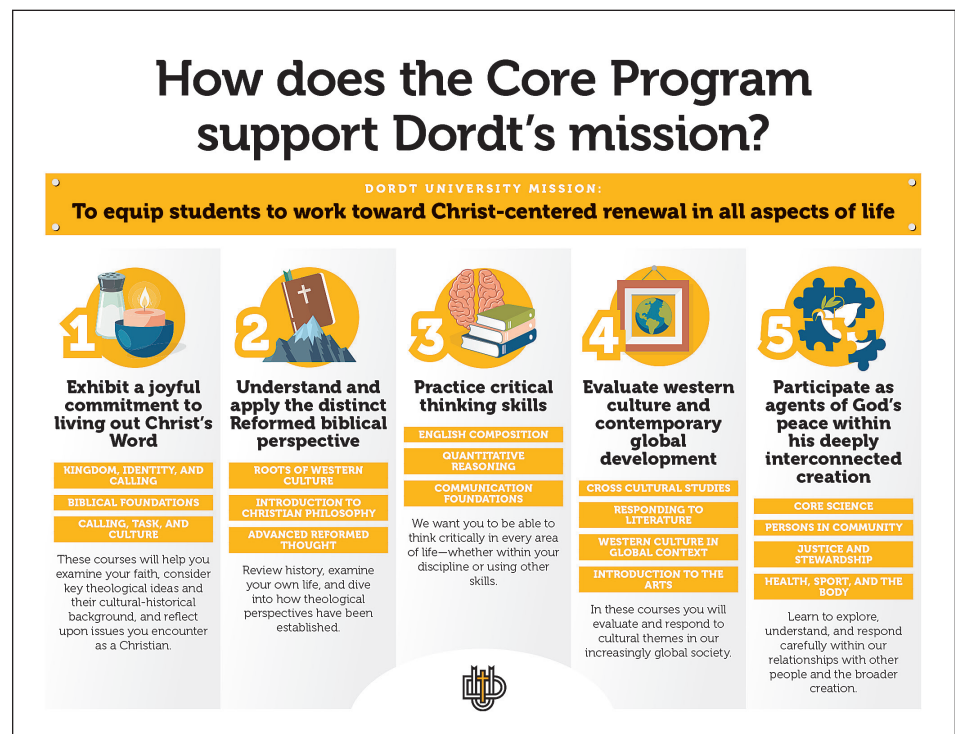 How does the Core Program
support Dordt's mission?
DORDT UNIVERSITY MISSION:
To equip students to work toward Christ-centered renewal in all aspects of life
1
Exhibit a joyful
commitment to
living out Christ's
Word
KINGDOM, IDENTITY, AND
CALLING
BIBLICAL FOUNDATIONS
CALLING, TASK, AND
CULTURE
These courses will help you
examine your faith, consider
key theological ideas and
their cultural-historical
background, and reflect
upon issues you encounter
as a Christian.
2
Understand and
apply the distinct
Reformed biblical
perspective
ROOTS OF WESTERN
CULTURE
INTRODUCTION TO
CHRISTIAN PHILOSOPHY
ADVANCED REFORMED
THOUGHT
Review history, examine
your own life, and dive
into how theological
perspectives have been
established.
3
Practice critical
thinking skills
ENGLISH COMPOSITION
QUANTITATIVE
REASONING
COMMUNICATION
FOUNDATIONS
We want you to be able to
think critically in every area
of life—whether within your
discipline or using other
skills.
4
Evaluate western
culture and
contemporary
global
development
CROSS CULTURAL STUDIES
RESPONDING TO
LITERATURE
WESTERN CULTURE IN
GLOBAL CONTEXT
INTRODUCTION TO THE
ARTS
In these courses you will
evaluate and respond to
cultural themes in our
increasingly global society.
5
Participate as
agents of God's
peace within
his deeply
interconnected
creation
CORE SCIENCE
PERSONS IN COMMUNITY
JUSTICE AND
STEWARDSHIP
HEALTH, SPORT, AND THE
BODY
Learn to explore,
understand, and respond
carefully within our
relationships with other
people and the broader
creation.